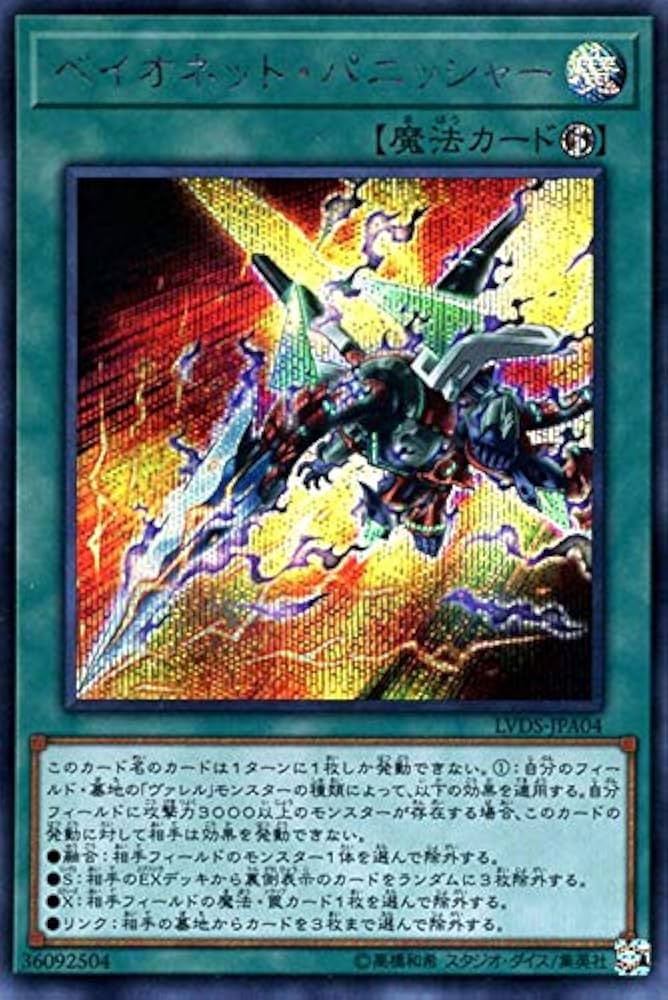 ベイオネット・パニッシャー
【魔法カード】
LVDS-JPA04
このカード名のカードは1ターンに1枚しか発動できない。①:自分のフィー
ルド・墓地の「ヴァレル」モンスターの種類によって、以下の効果を適用する。自分
フィールドに攻撃力3000以上のモンスターが存在する場合、このカードの
発動に対して相手は効果を発動できない。
●融合:相手フィールドのモンスター1体を選んで除外する。
●S:相手のEXデッキから裏側表示のカードをランダムに3枚除外する。
●X:相手フィールドの魔法・罠カード1枚を選んで除外する。
●リンク:相手の墓地からカードを3枚まで選んで除外する。
36092504 ©高橋和希 スタジオ・ダイス/集英社